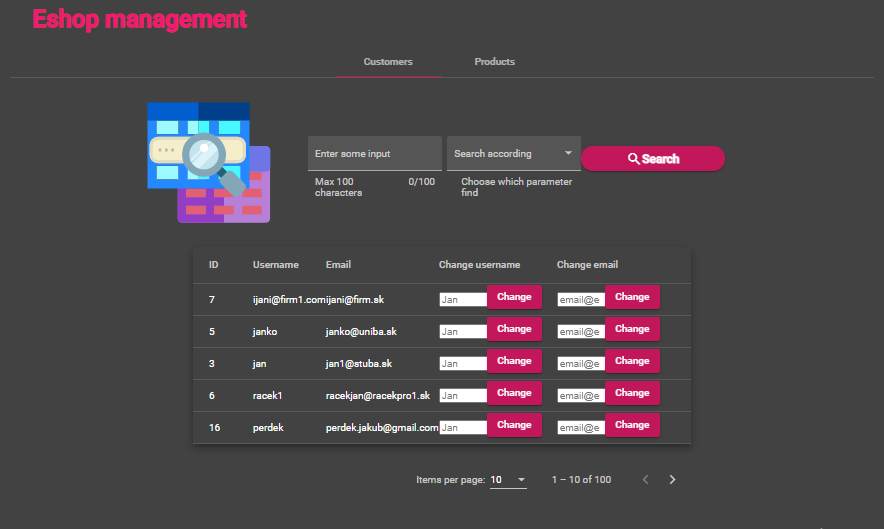 Eshop management
Customers Products
Enter some input Search according Search
Max 100 characters 0/100 Choose which parameter find
ID Username Email Change username Change email
7 ijani@firm1.com ijani@firm.sk Jan Change email@e Change
5 janko janko@uniba.sk Jan Change email@e Change
3 jan jan1@stuba.sk Jan Change email@e Change
6 racek1 racekjan@racekpro1.sk Jan Change email@e Change
16 perdek perdek.jakub@gmail.com Jan Change email@e Change
Items per page: 10 1 – 10 of 100